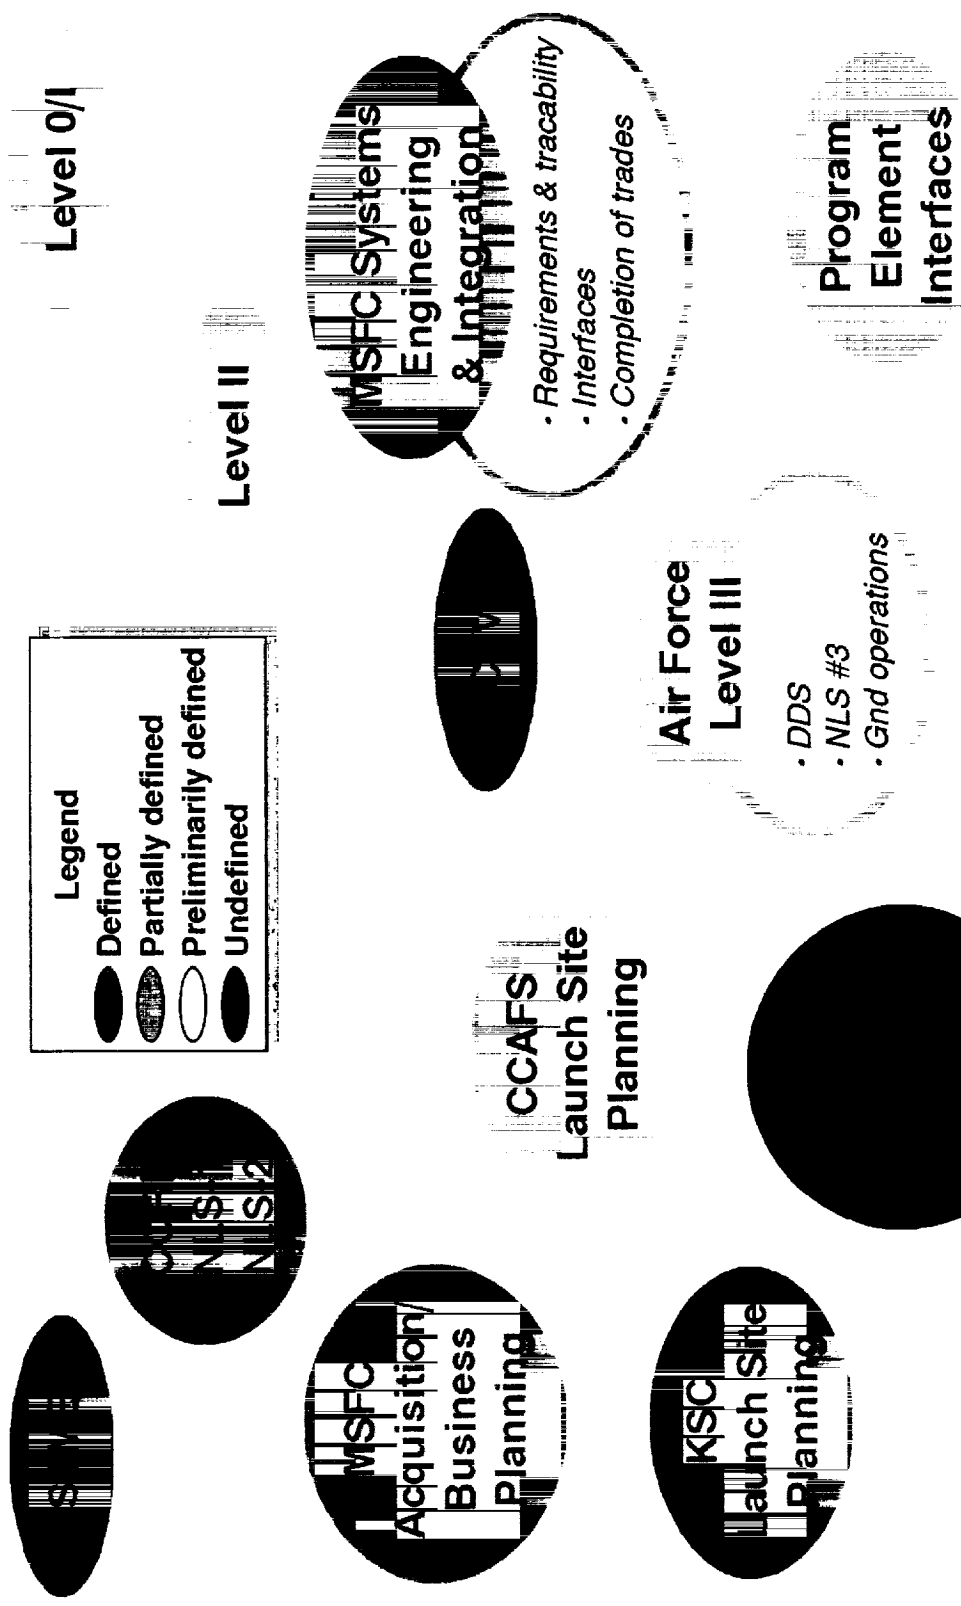 Level 0/I
Level II
Legend
Defined
Partially defined
Preliminarily defined
Undefined
NLS-2
MSFC Systems
Engineering
& Integration
• Requirements & tracability
• Interfaces
• Completion of trades
MSFC
Acquisition/
Business
Planning
CCAFS
Launch Site
Planning
Air Force
Level III
• DDS
• NLS #3
• Gnd operations
KSC
Launch Site
Planning
Program
Element
Interfaces